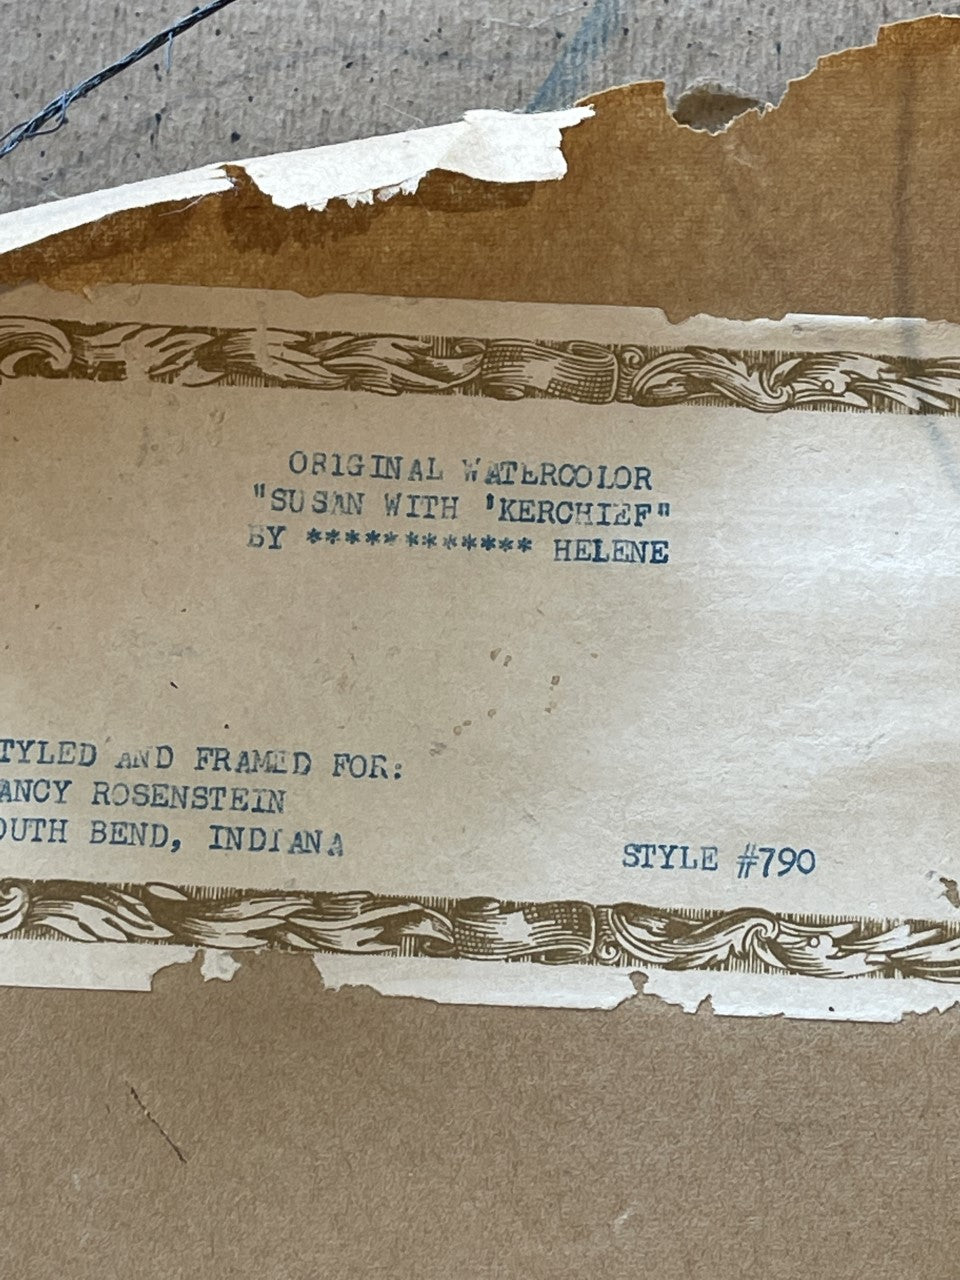 ORIGINAL WATERCOLOR
"SUSAN WITH 'KERCHIEF"
BY ************ HELENE
TYLED AND FRAMED FOR:
ANCY ROSENSTEIN
OUTH BEND, INDIANA
STYLE #790